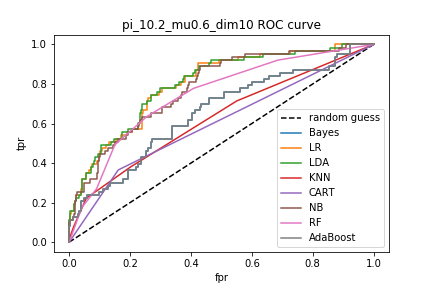 pi_10.2_mu0.6_dim10 ROC curve
1.0
0.8
0.6
0.4
0.2
0.0
tpr
random guess
Bayes
LR
LDA
KNN
CART
NB
RF
AdaBoost
0.0 0.2 0.4 0.6 0.8 1.0
fpr